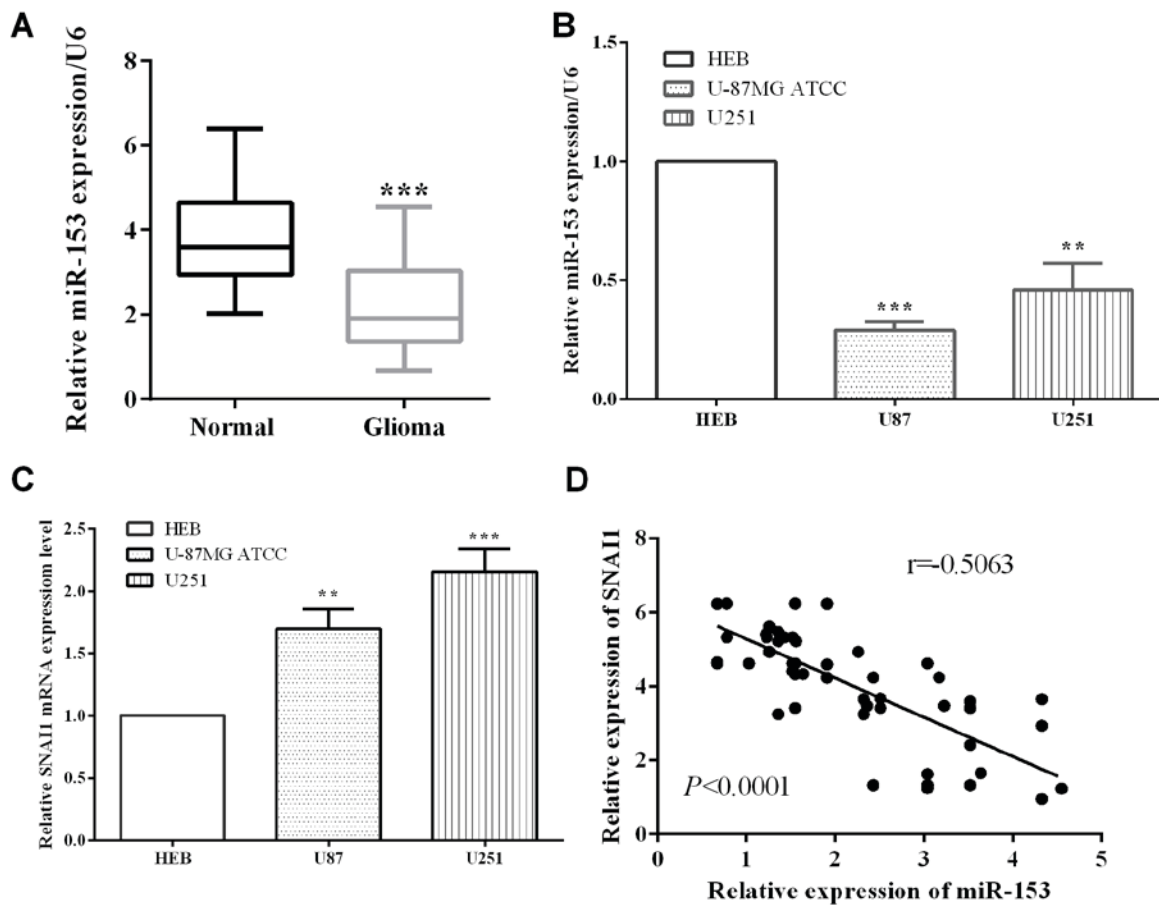 A
Relative miR-153 expression/U6
8
6
4
2
0
***
Normal
Glioma
B
Relative miR-153 expression/U6
1.5
1.0
0.5
0.0
HEB
U-87MG ATCC
U251
***
**
HEB
U87
U251
C
Relative SNAI1 mRNA expression level
2.5
2.0
1.5
1.0
0.5
0.0
HEB
U-87MG ATCC
U251
**
***
HEB
U87
U251
D
Relative expression of SNAI1
8
6
4
2
0
r=-0.5063
P<0.0001
0 1 2 3 4 5
Relative expression of miR-153